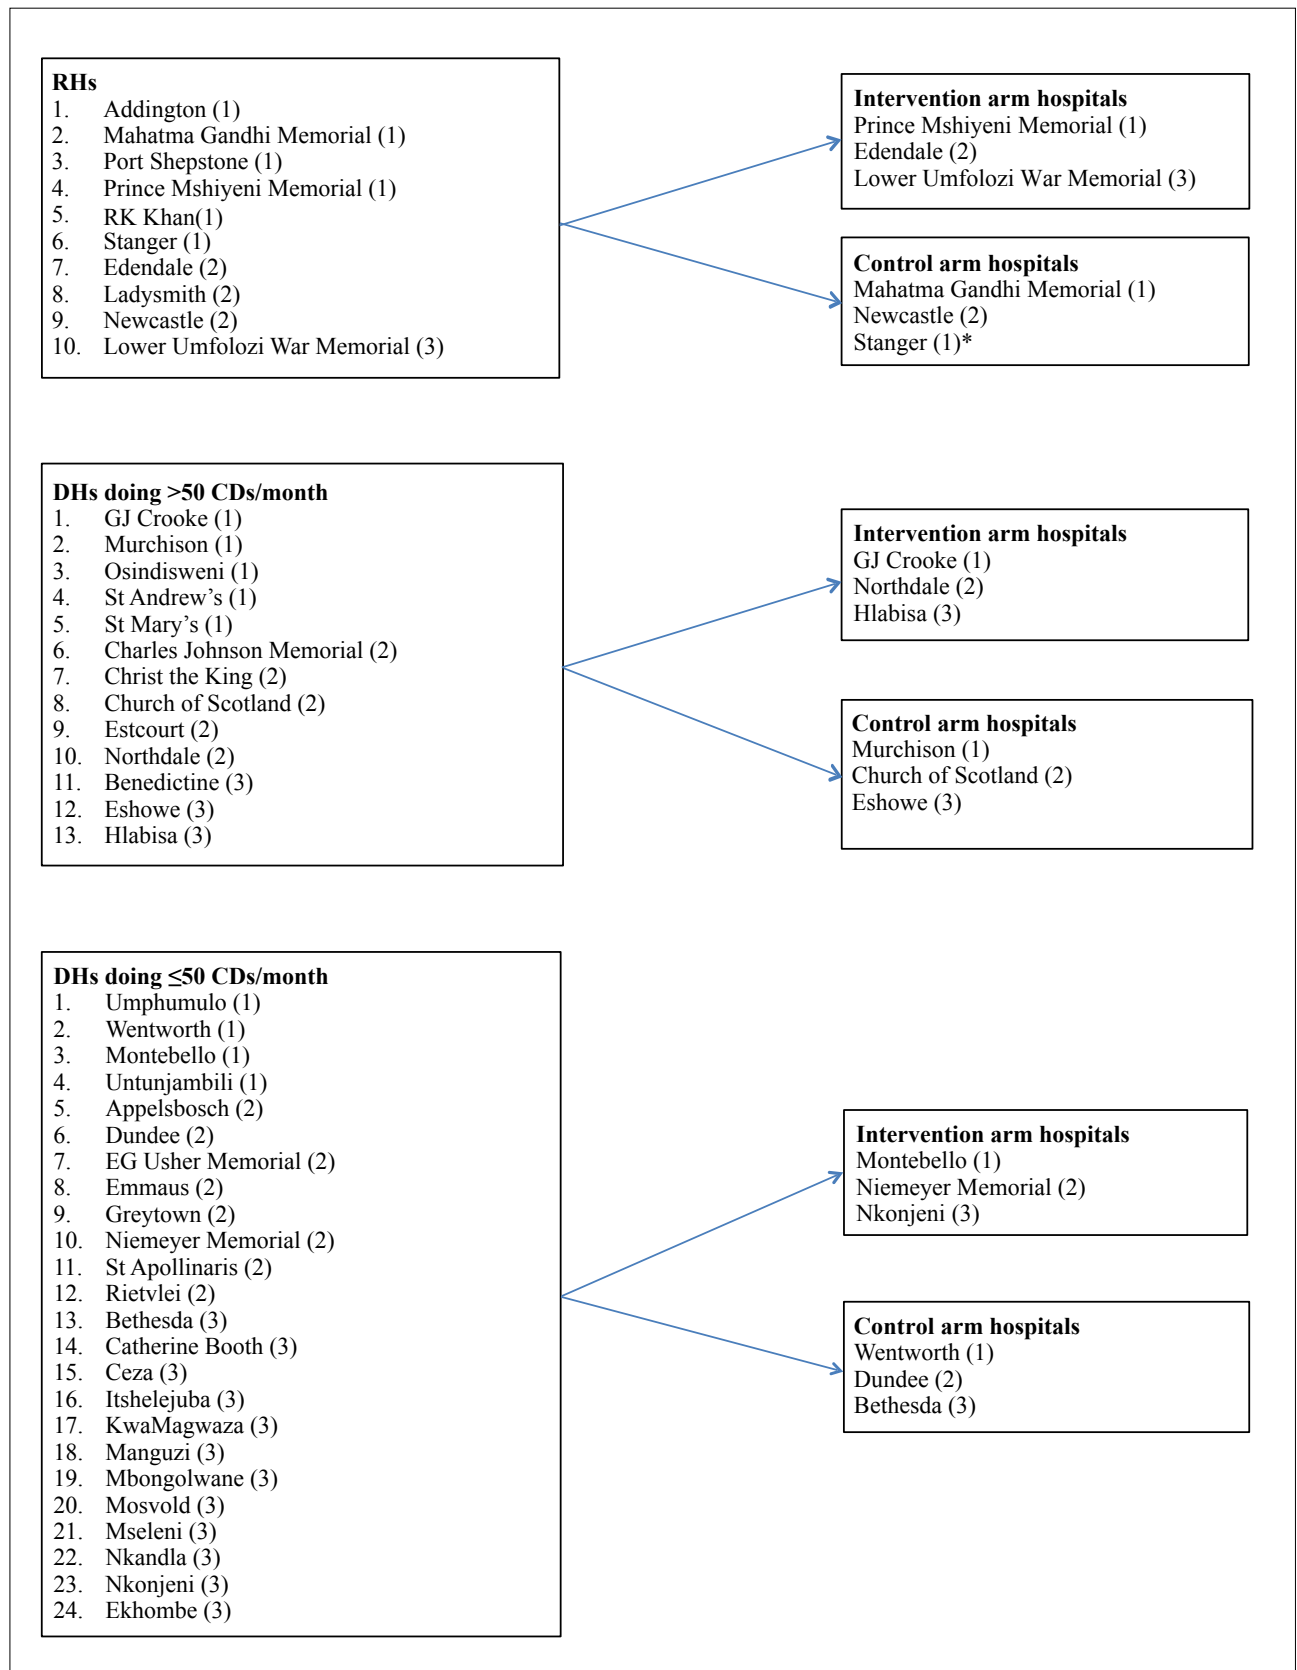 RHs
1. Addington (1)
2. Mahatma Gandhi Memorial (1)
3. Port Shepstone (1)
4. Prince Mshiyeni Memorial (1)
5. RK Khan(1)
6. Stanger (1)
7. Edendale (2)
8. Ladysmith (2)
9. Newcastle (2)
10. Lower Umfolozi War Memorial (3)
Intervention arm hospitals
Prince Mshiyeni Memorial (1)
Edendale (2)
Lower Umfolozi War Memorial (3)
Control arm hospitals
Mahatma Gandhi Memorial (1)
Newcastle (2)
Stanger (1)*
DHs doing >50 CDs/month
1. GJ Crooke (1)
2. Murchison (1)
3. Osindisweni (1)
4. St Andrew’s (1)
5. St Mary’s (1)
6. Charles Johnson Memorial (2)
7. Christ the King (2)
8. Church of Scotland (2)
9. Estcourt (2)
10. Northdale (2)
11. Benedictine (3)
12. Eshowe (3)
13. Hlabisa (3)
Intervention arm hospitals
GJ Crooke (1)
Northdale (2)
Hlabisa (3)
Control arm hospitals
Murchison (1)
Church of Scotland (2)
Eshowe (3)
DHs doing ≤50 CDs/month
1. Umphumulo (1)
2. Wentworth (1)
3. Montebello (1)
4. Untunjambili (1)
5. Appelsbosch (2)
6. Dundee (2)
7. EG Usher Memorial (2)
8. Emmaus (2)
9. Greytown (2)
10. Niemeyer Memorial (2)
11. St Apollinaris (2)
12. Rietvlei (2)
13. Bethesda (3)
14. Catherine Booth (3)
15. Ceza (3)
16. Itshelejuba (3)
17. KwaMagwaza (3)
18. Manguzi (3)
19. Mbongolwane (3)
20. Mosvold (3)
21. Mseleni (3)
22. Nkandla (3)
23. Nkonjeni (3)
24. Ekhombe (3)
Intervention arm hospitals
Montebello (1)
Niemeyer Memorial (2)
Nkonjeni (3)
Control arm hospitals
Wentworth (1)
Dundee (2)
Bethesda (3)